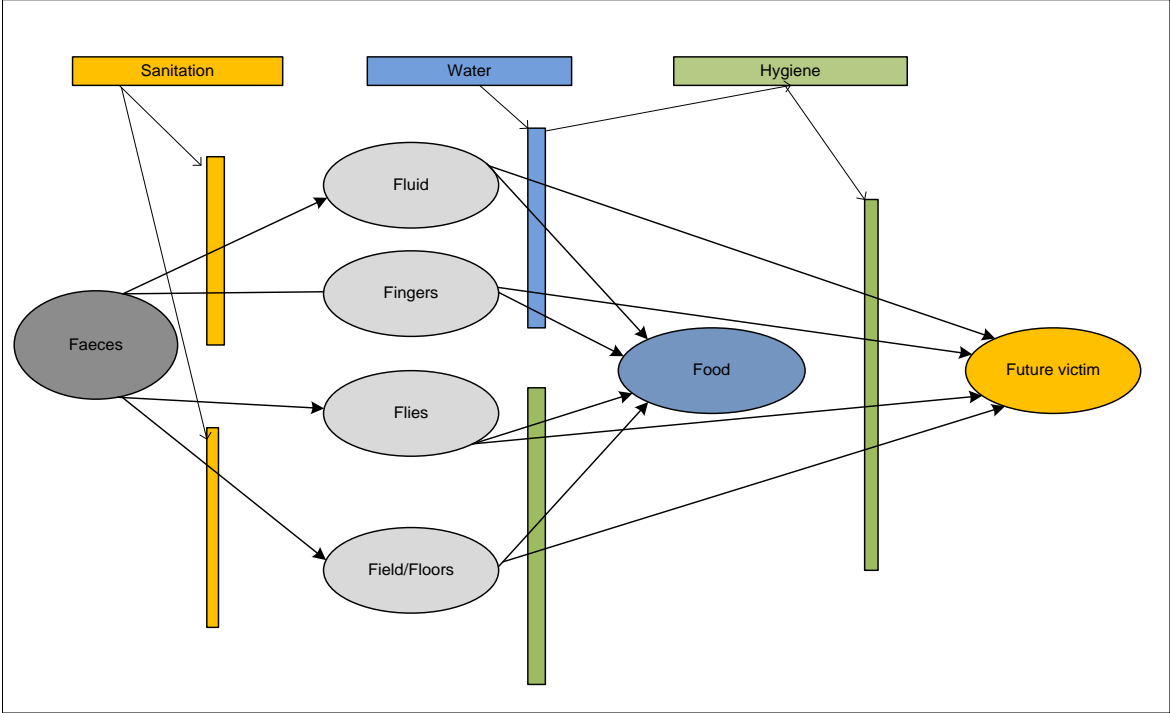 Sanitation
Water
Hygiene
Fluid
Fingers
Faeces
Food
Future victim
Flies
Field/Floors